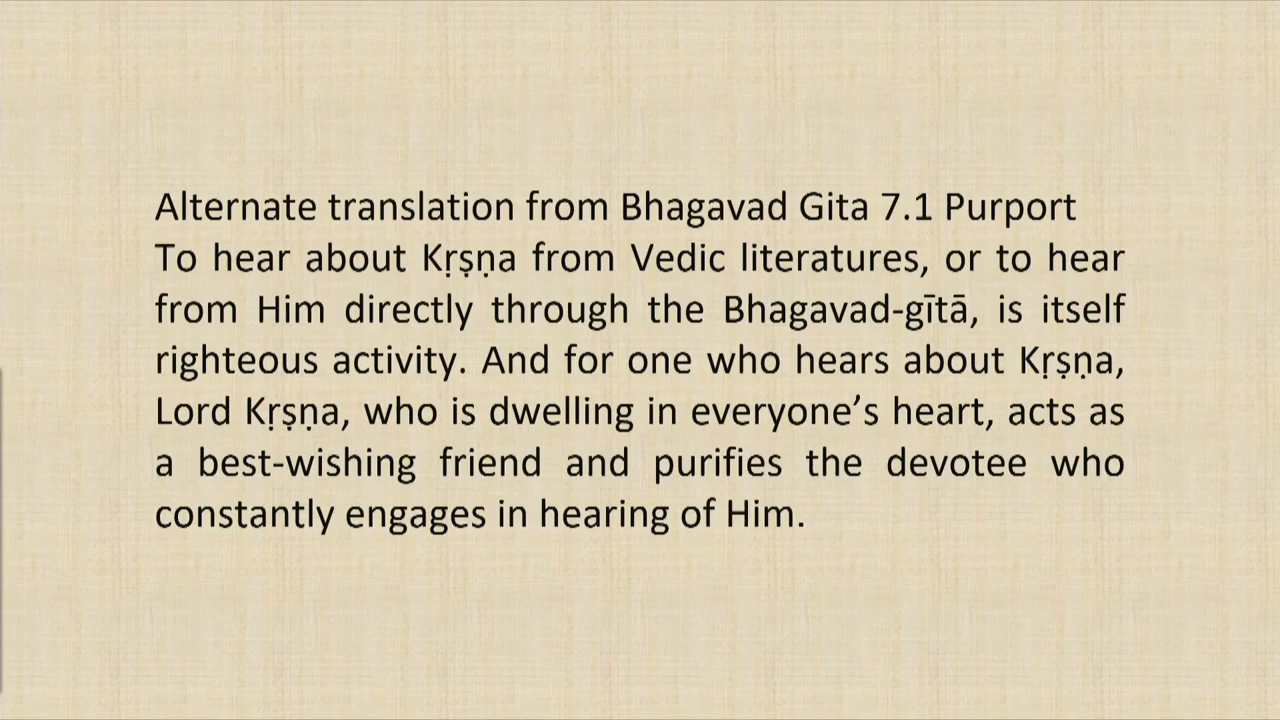 Alternate translation from Bhagavad Gita 7.1 Purport
To hear about Kṛṣṇa from Vedic literatures, or to hear
from Him directly through the Bhagavad-gītā, is itself
righteous activity. And for one who hears about Kṛṣṇa,
Lord Kṛṣṇa, who is dwelling in everyone’s heart, acts as
a best-wishing friend and purifies the devotee who
constantly engages in hearing of Him.